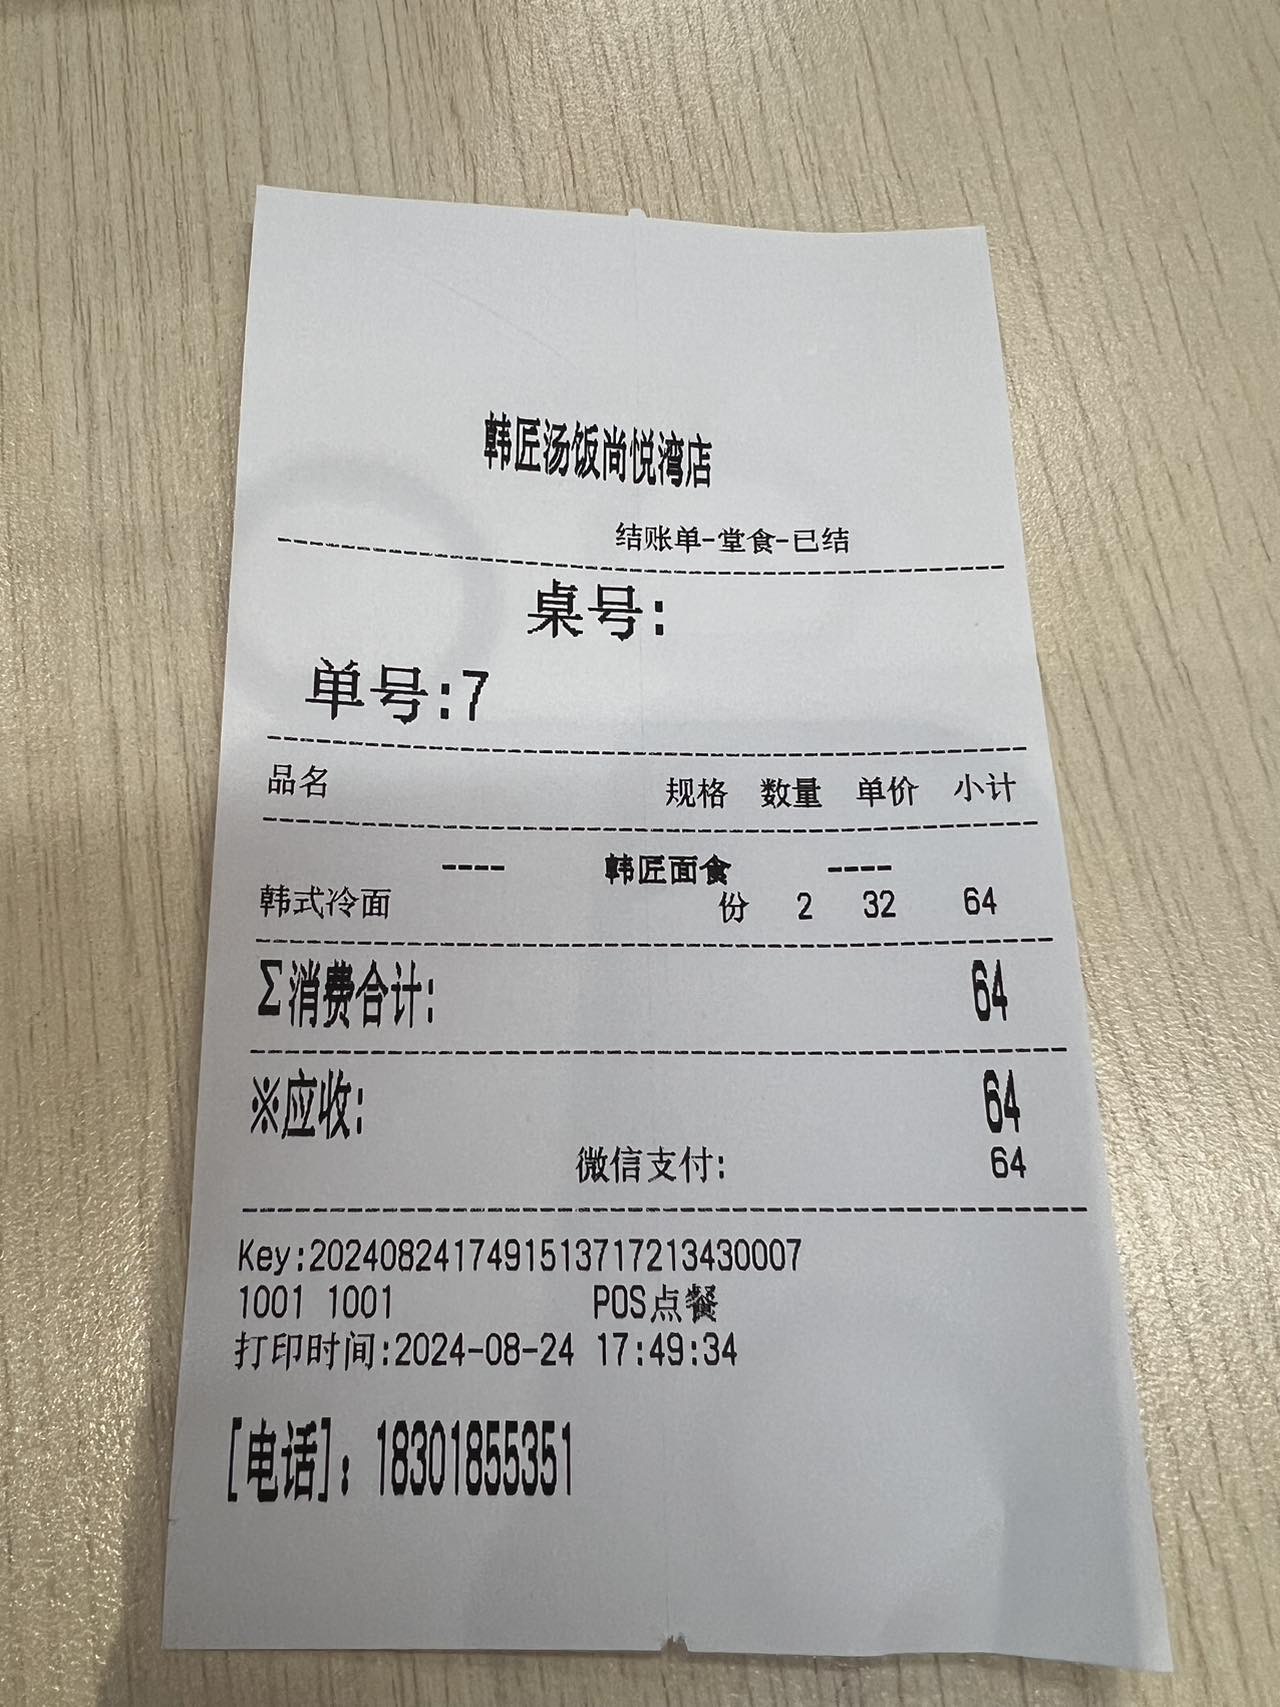 韩匠汤饭尚悦湾店
结账单-堂食-已结
桌号:
单号:7
品名 规格 数量 单价 小计
---- 韩匠面食 ----
韩式冷面 份 2 32 64
Σ消费合计: 64
※应收: 64
微信支付: 64
Key:20240824174915137172134300​07
1001 1001 POS点餐
打印时间:2024-08-24 17:49:34
[电话]: 18301855351